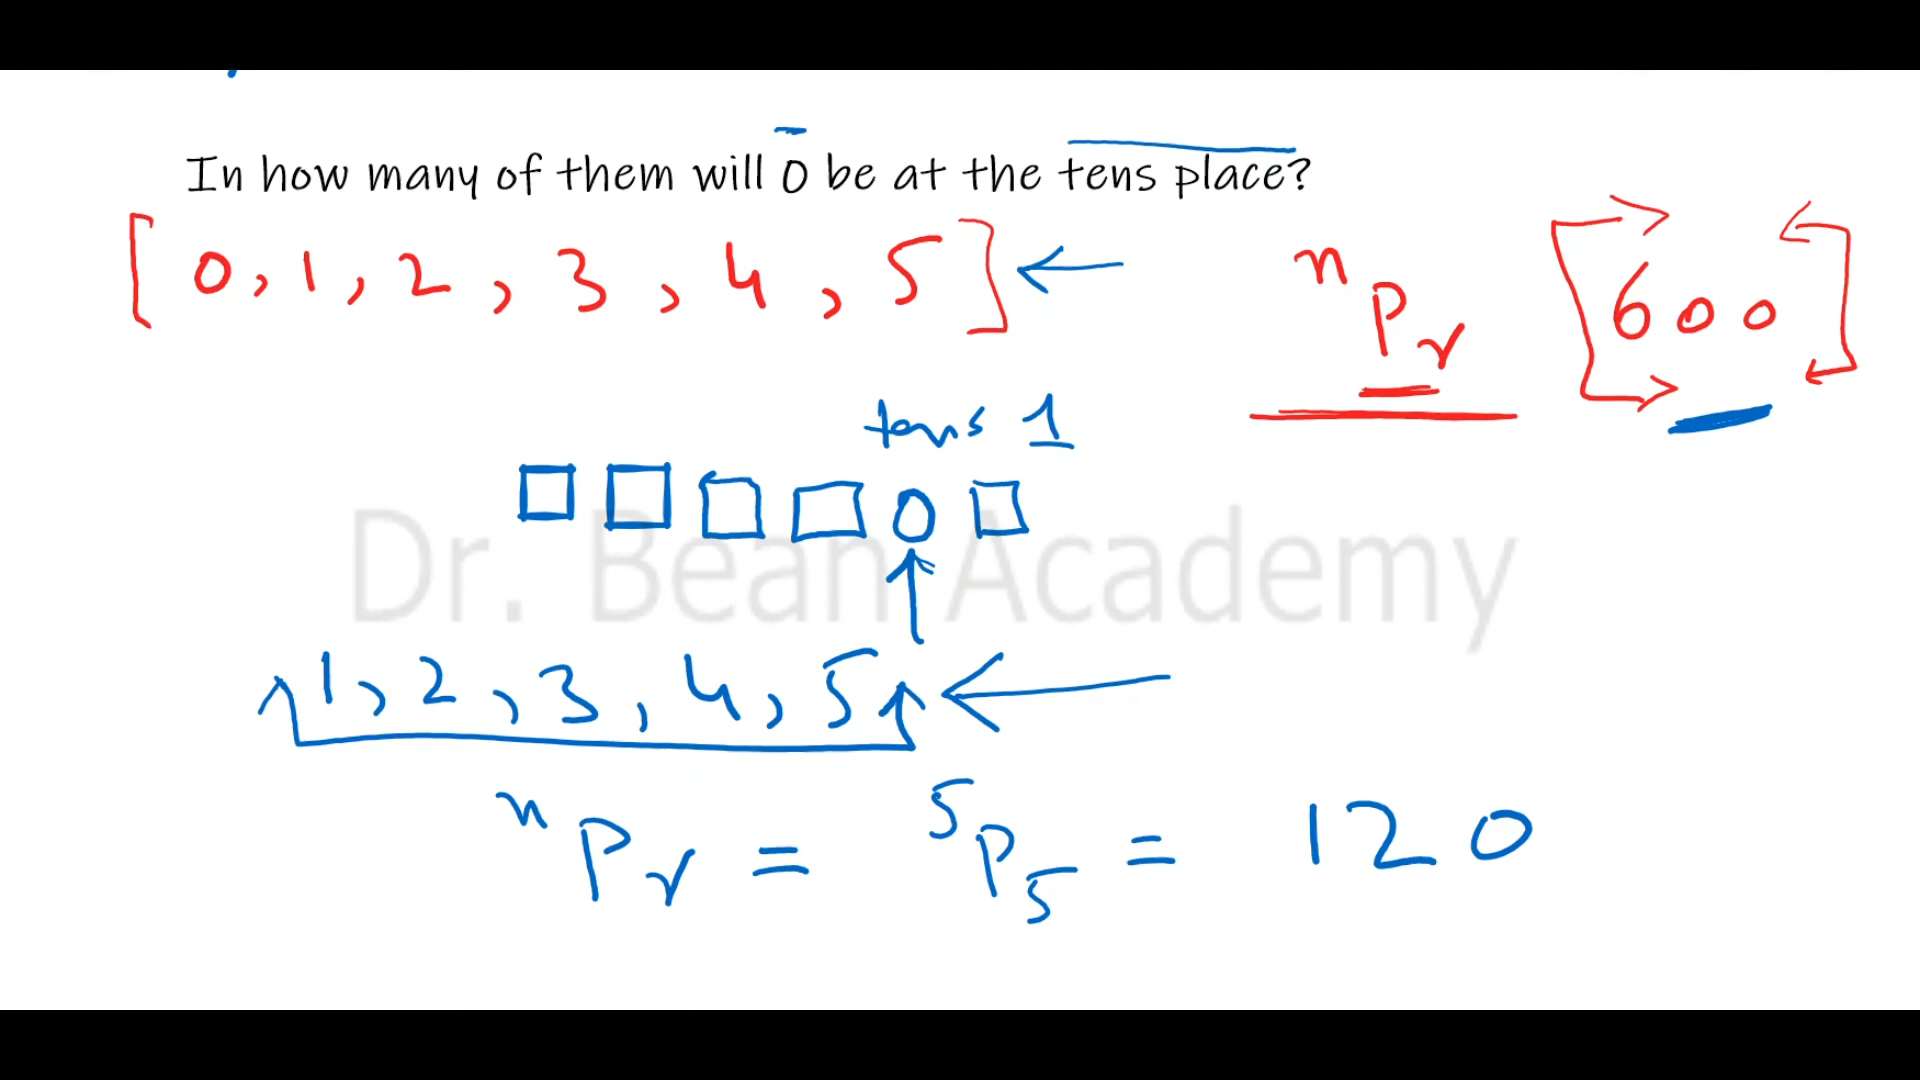 In how many of them will 0 be at the tens place?
[ 0, 1, 2, 3, 4, 5 ] ←
nPr
600
tens 1
0
Dr. Bean Academy
1, 2, 3, 4, 5 ←
nPr = 5P5 = 120